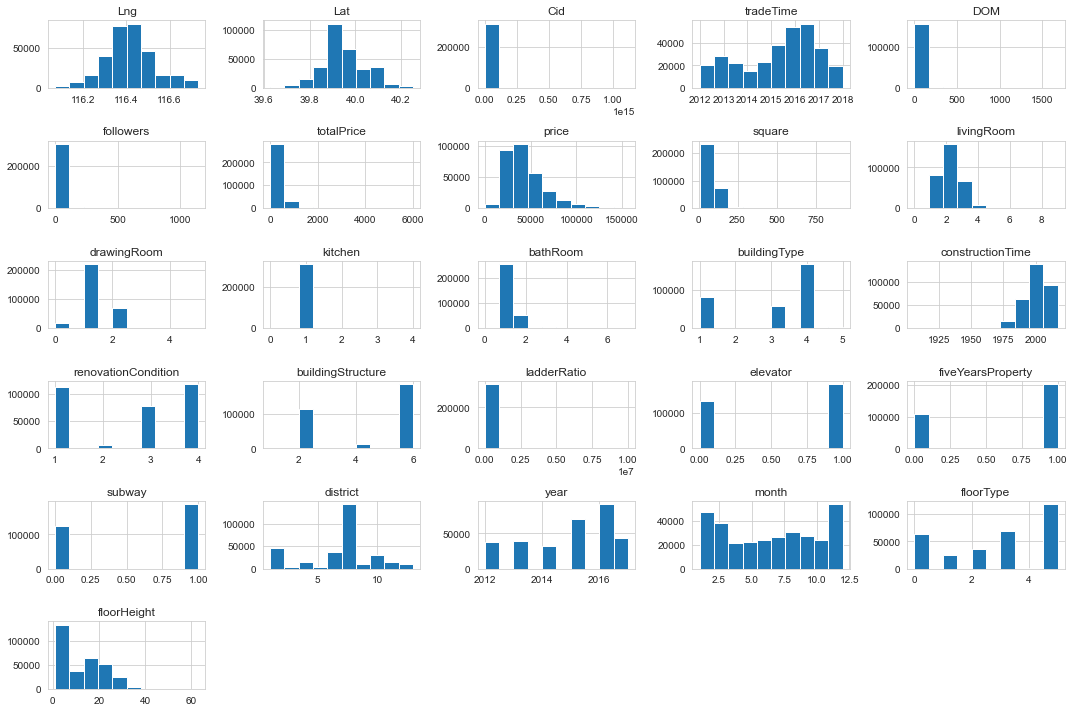 Lng Lat Cid tradeTime DOM
50000 0 116.2 116.4 116.6
100000 50000 0 39.6 39.8 40.0 40.2
200000 0 0.00 0.25 0.50 0.75 1.00 1e15
40000 20000 0 2012 2013 2014 2015 2016 2017 2018
100000 0 0 500 1000 1500
followers totalPrice price square livingRoom
200000 0 0 500 1000
200000 100000 0 0 2000 4000 6000
100000 50000 0 50000 100000 150000
200000 100000 0 0 250 500 750
100000 0 2 4 6 8
drawingRoom kitchen bathRoom buildingType constructionTime
200000 100000 0 0 2 4
200000 0 0 1 2 3 4
200000 100000 0 0 2 4 6
100000 0 1 2 3 4 5
100000 50000 0 1925 1950 1975 2000
renovationCondition buildingStructure ladderRatio elevator fiveYearsProperty
100000 50000 0 1 2 3 4
100000 0 2 4 6
200000 0 0.00 0.25 0.50 0.75 1.00 1e7
100000 0 0.00 0.25 0.50 0.75 1.00
200000 100000 0 0.00 0.25 0.50 0.75 1.00
subway district year month floorType
100000 0 0.00 0.25 0.50 0.75 1.00
100000 50000 0 5 10
50000 0 2012 2014 2016
40000 20000 0 2.5 5.0 7.5 10.0 12.5
100000 50000 0 0 2 4
floorHeight
100000 50000 0 0 20 40 60